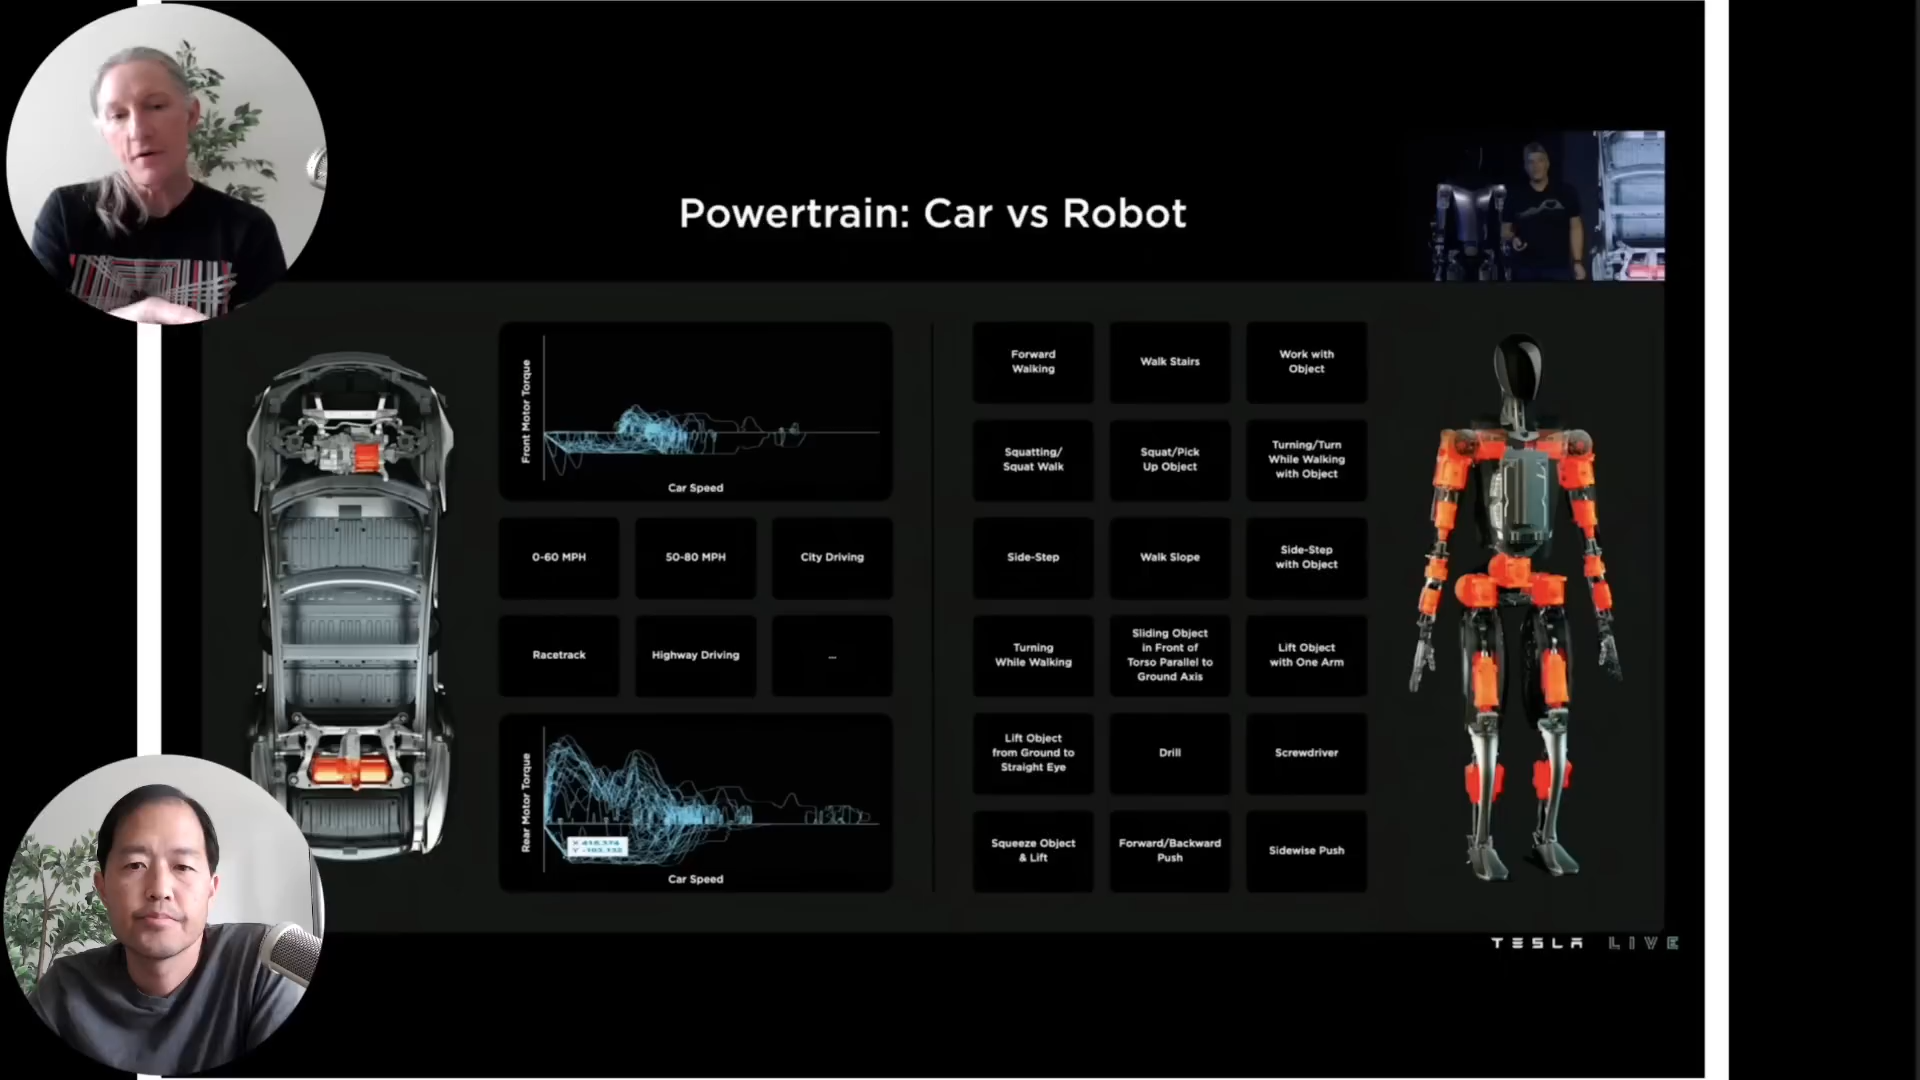 Powertrain: Car vs Robot
Front Motor Torque
Car Speed
0-60 MPH
50-80 MPH
City Driving
Racetrack
Highway Driving
...
Rear Motor Torque
X 416.374
Car Speed
Forward
Walking
Walk Stairs
Work with
Object
Squatting/
Squat Walk
Squat/Pick
Up Object
Turning/Turn
While Walking
with Object
Side-Step
Walk Slope
Side-Step
with Object
Turning
While Walking
Sliding Object
in Front of
Torso Parallel to
Ground Axis
Lift Object
with One Arm
Lift Object
from Ground to
Straight Eye
Drill
Screwdriver
Squeeze Object
& Lift
Forward/Backward
Push
Sidewise Push
TESLA LIVE